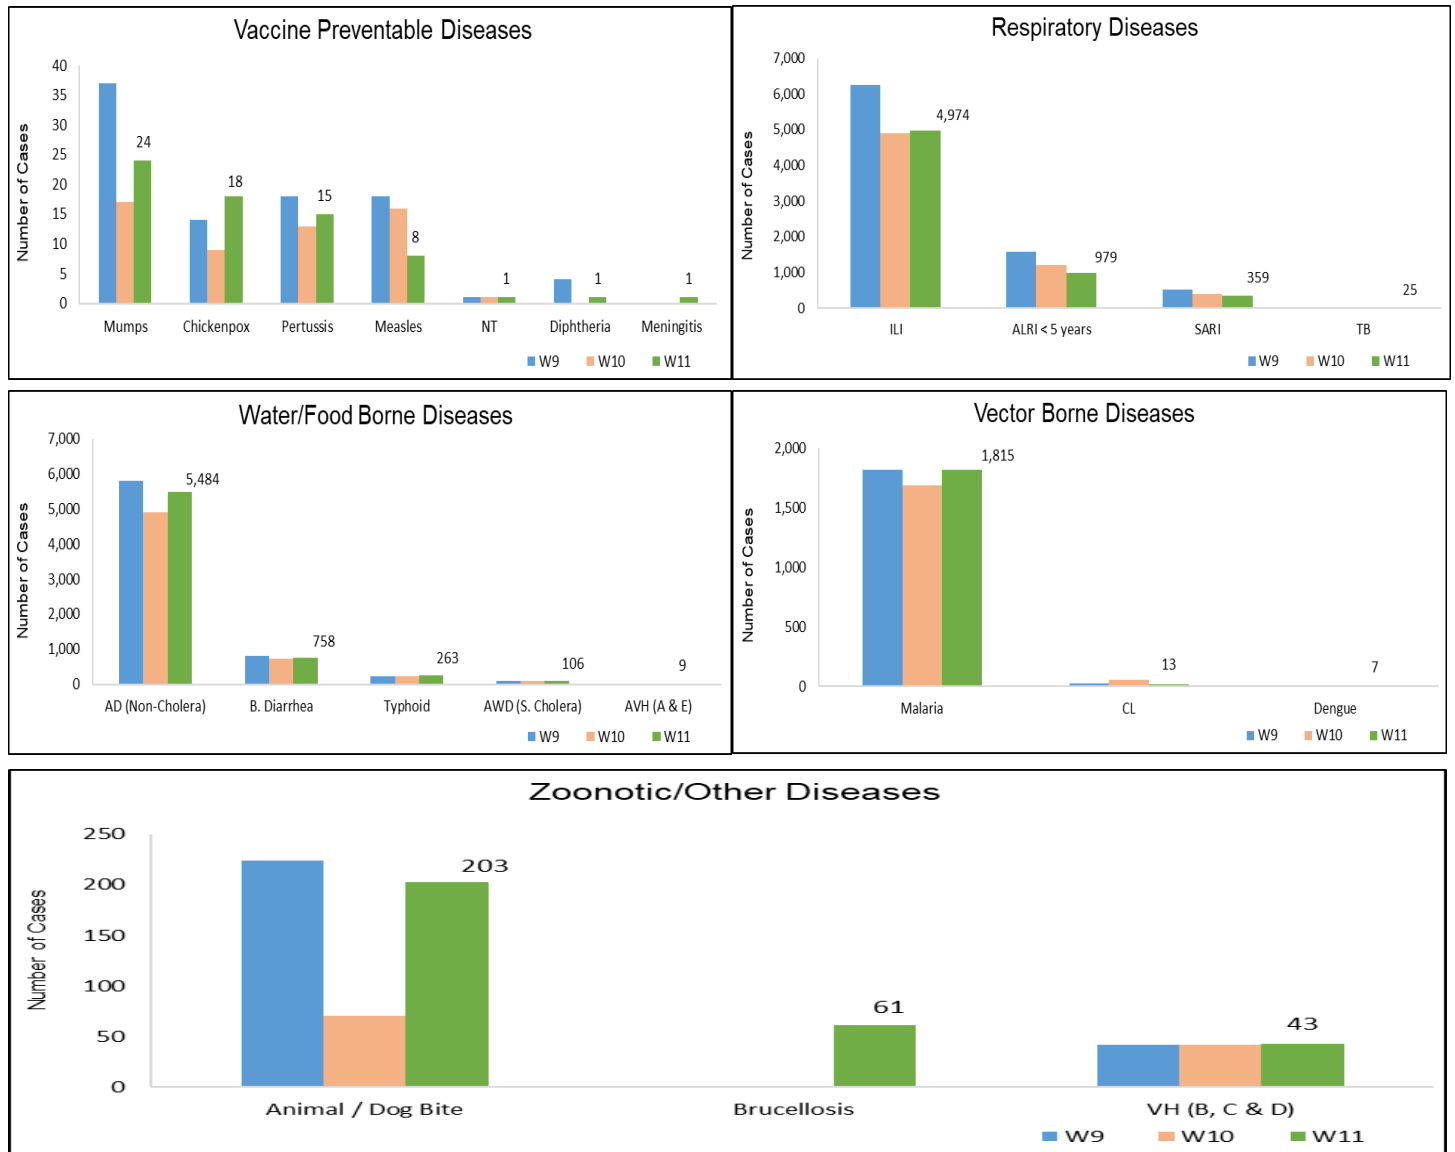 Vaccine Preventable Diseases
Number of Cases
40
35
30
25
20
15
10
5
0
24
18
15
8
1
1
1
Mumps Chickenpox Pertussis Measles NT Diphtheria Meningitis
W9 W10 W11
Respiratory Diseases
Number of Cases
7,000
6,000
5,000
4,000
3,000
2,000
1,000
0
4,974
979
359
25
ILI ALRI < 5 years SARI TB
W9 W10 W11
Water/Food Borne Diseases
Number of Cases
7,000
6,000
5,000
4,000
3,000
2,000
1,000
0
5,484
758
263
106
9
AD (Non-Cholera) B. Diarrhea Typhoid AWD (S. Cholera) AVH (A & E)
W9 W10 W11
Vector Borne Diseases
Number of Cases
2,000
1,500
1,000
500
0
1,815
13
7
Malaria CL Dengue
W9 W10 W11
Zoonotic/Other Diseases
Number of Cases
250
200
150
100
50
0
203
61
43
Animal / Dog Bite Brucellosis VH (B, C & D)
W9 W10 W11